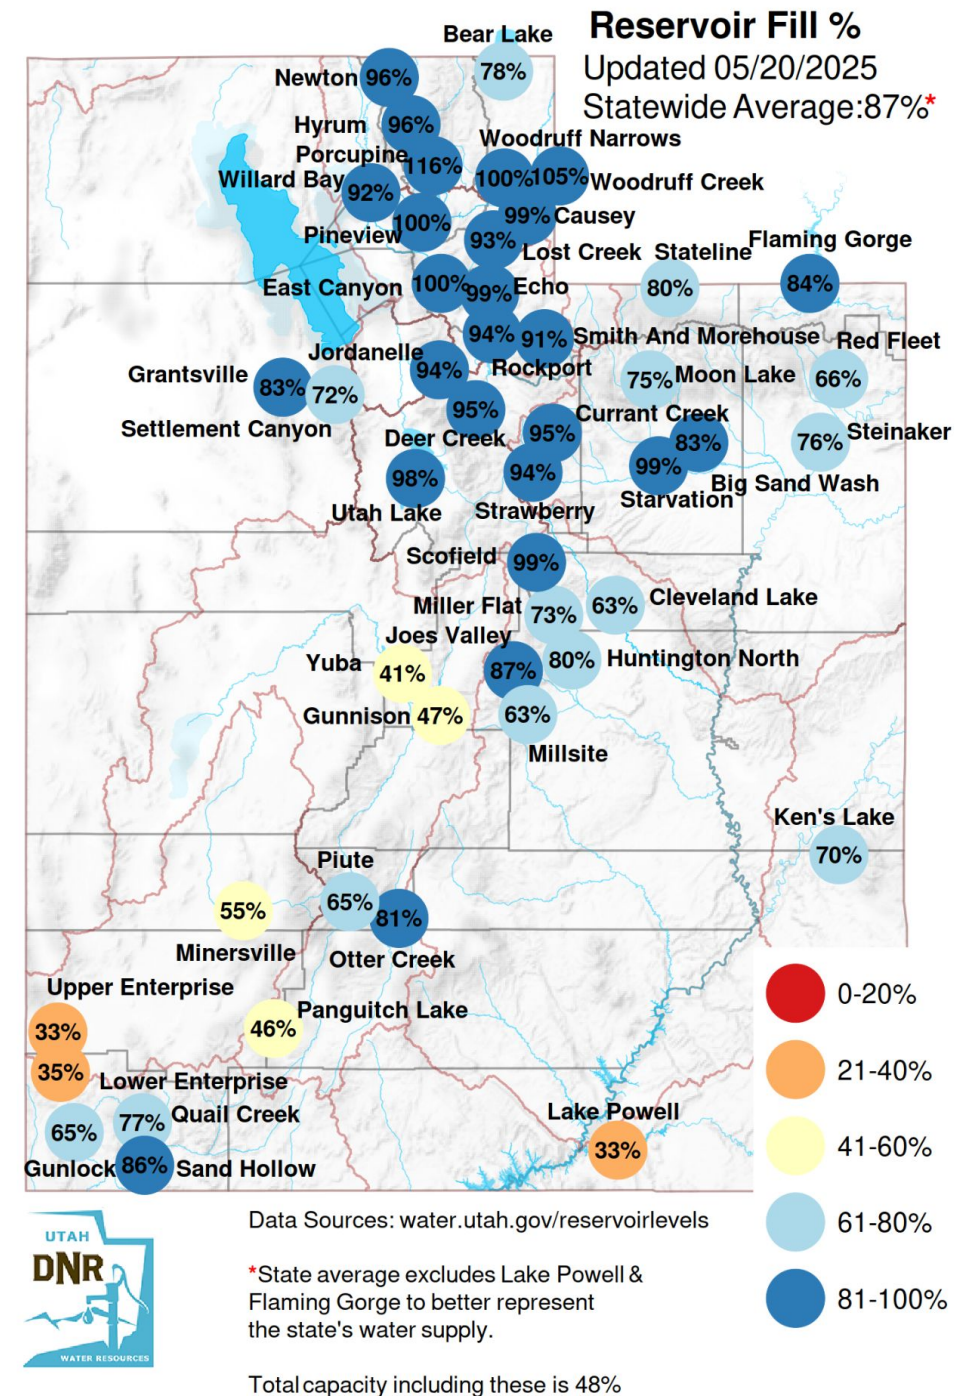 Reservoir Fill %
Updated 05/20/2025
Statewide Average:87%*
Bear Lake
78%
Newton 96%
Hyrum 96%
Porcupine 116%
Woodruff Narrows
100% 105% Woodruff Creek
Willard Bay 92%
99% Causey
Pineview 100%
93% Lost Creek
Stateline
80%
Flaming Gorge
84%
East Canyon 100%
99% Echo
94% Rockport
91% Smith And Morehouse
Red Fleet
66%
Jordanelle
94%
75% Moon Lake
Grantsville 83%
72%
Settlement Canyon
95%
Deer Creek
Currant Creek
95%
83%
Big Sand Wash
76% Steinaker
99%
Starvation
94%
Strawberry
98%
Utah Lake
Scofield 99%
Miller Flat 73%
63% Cleveland Lake
Joes Valley
87%
80% Huntington North
Yuba 41%
Gunnison 47%
63%
Millsite
Ken's Lake
70%
Piute
65%
81%
Otter Creek
55%
Minersville
Upper Enterprise
33%
Panguitch Lake
46%
35% Lower Enterprise
77% Quail Creek
65%
Gunlock
86% Sand Hollow
Lake Powell
33%
0-20%
21-40%
41-60%
61-80%
81-100%
UTAH
DNR
WATER RESOURCES
Data Sources: water.utah.gov/reservoirlevels
*State average excludes Lake Powell &
Flaming Gorge to better represent
the state's water supply.
Total capacity including these is 48%